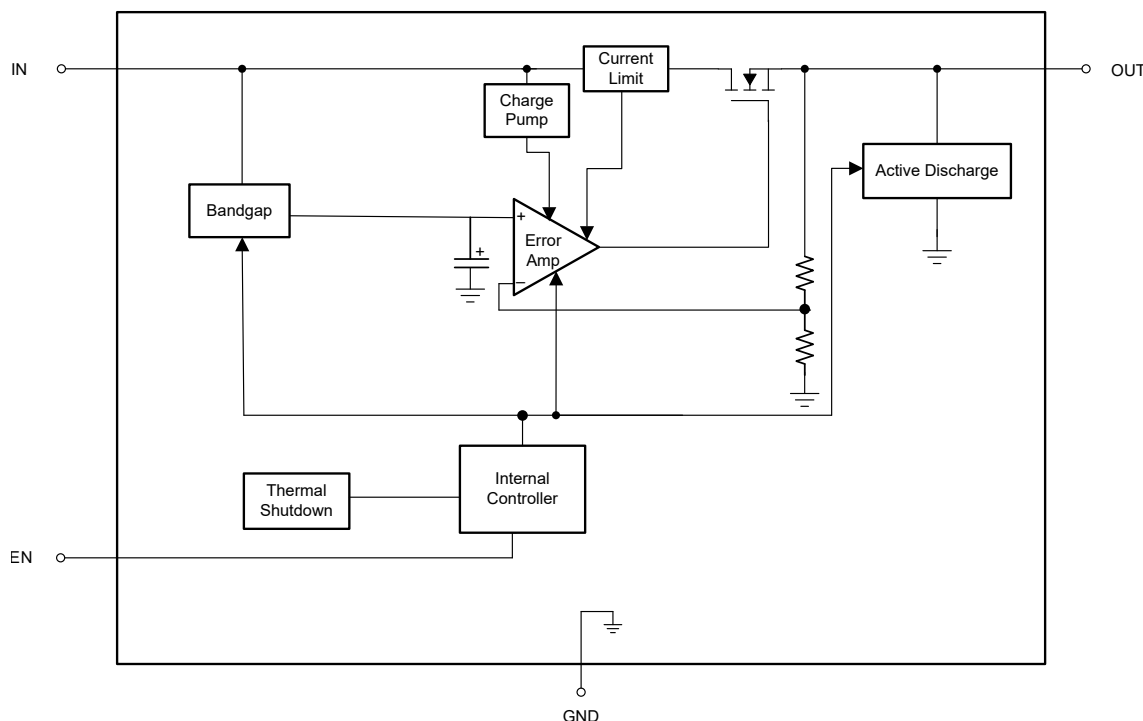 IN
OUT
Current
Limit
Charge
Pump
Active Discharge
Bandgap
+
Error
Amp
+
–
Internal
Controller
Thermal
Shutdown
EN
GND